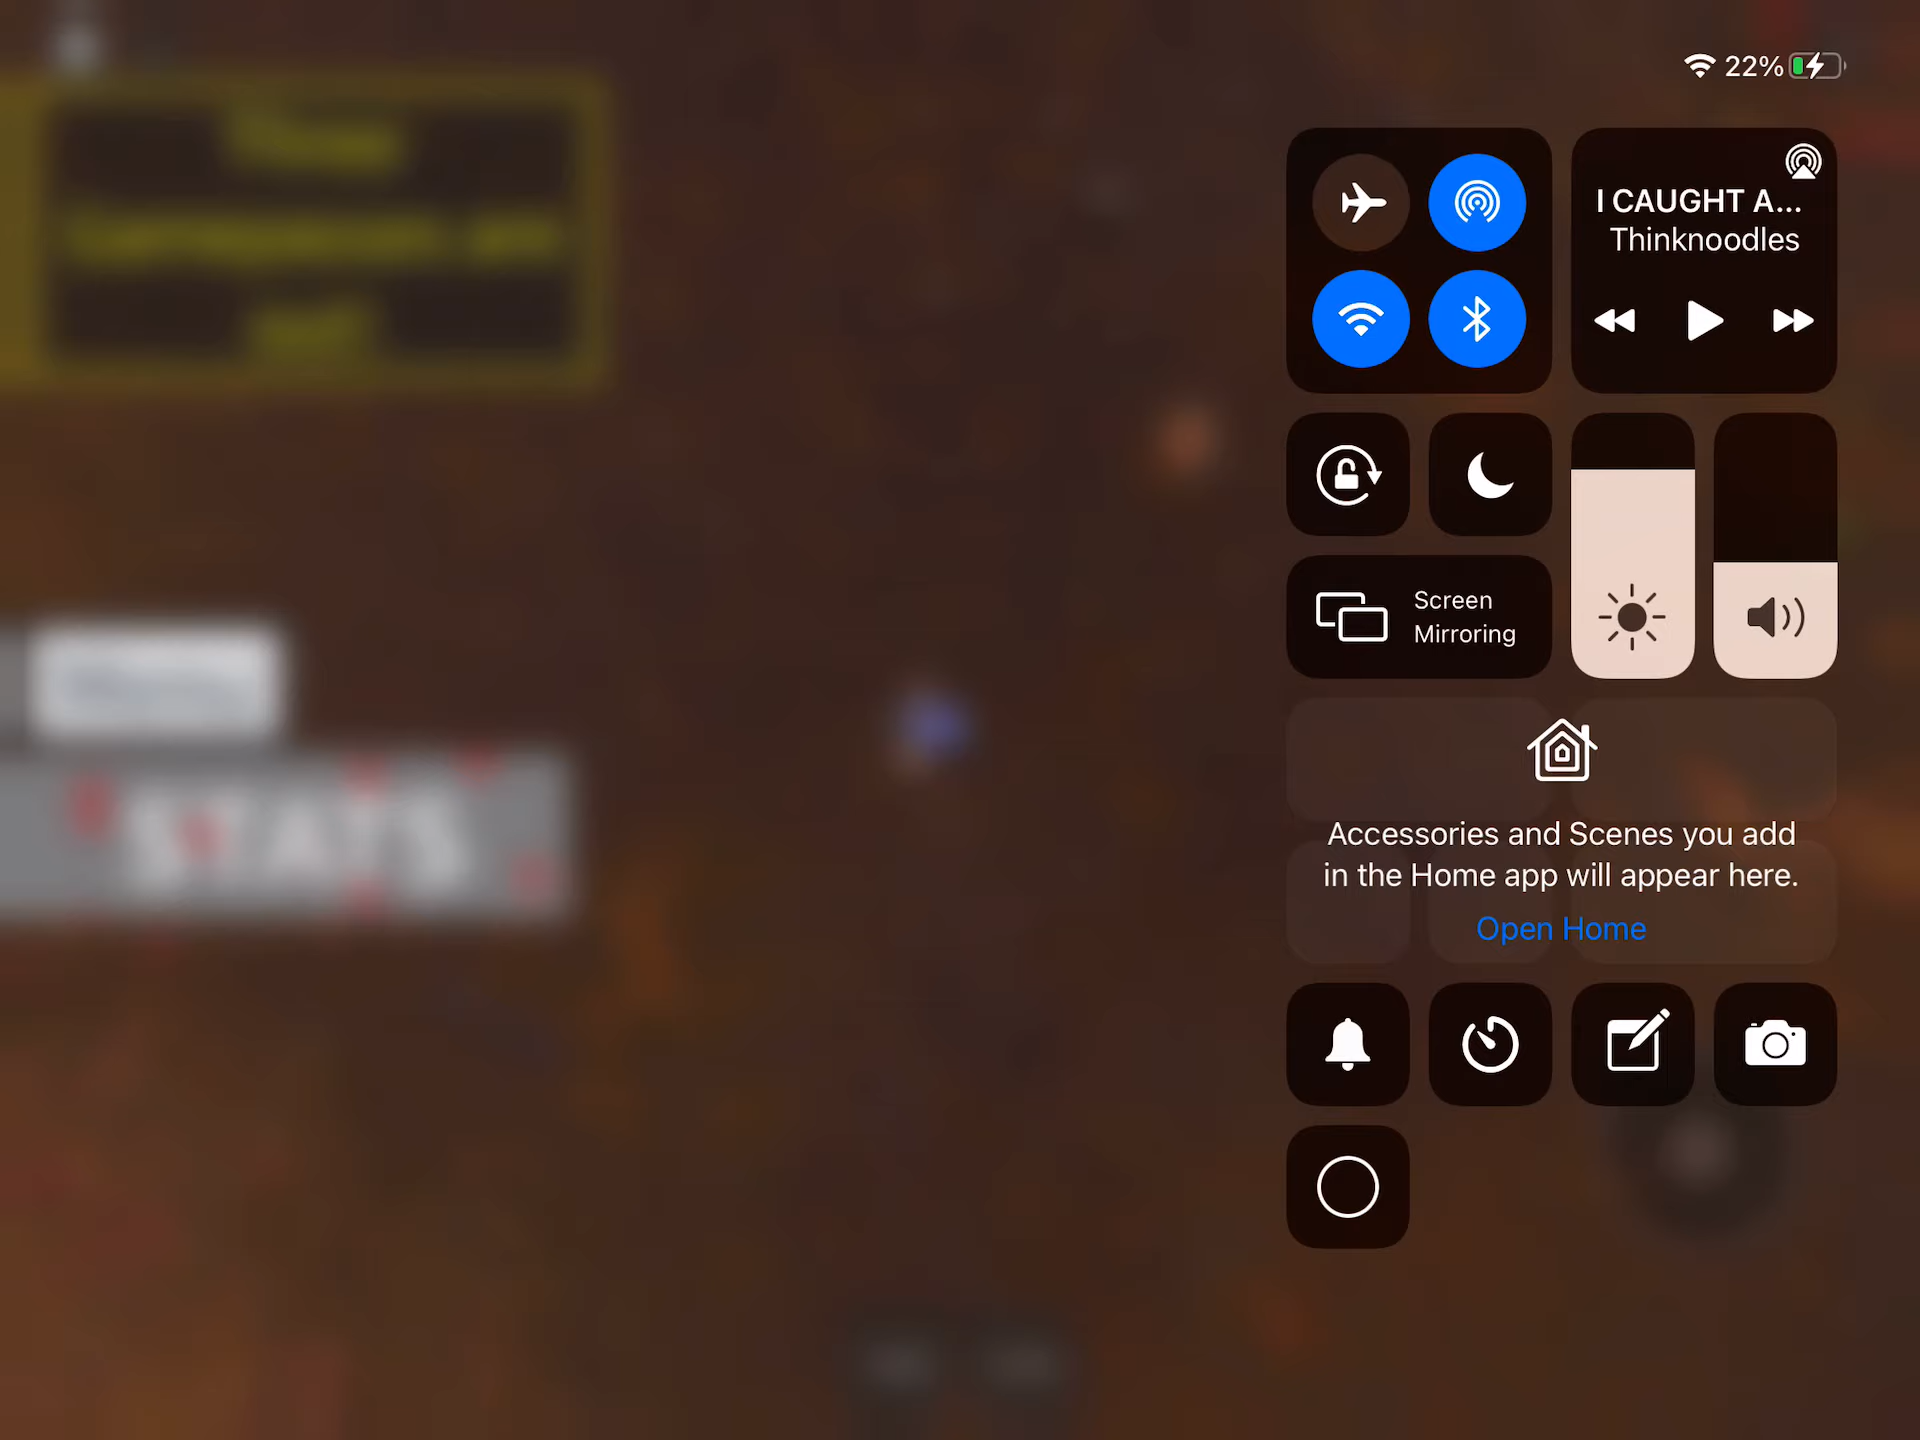 22%
I CAUGHT A...
Thinknoodles
Screen
Mirroring
Accessories and Scenes you add
in the Home app will appear here.
Open Home
STATS